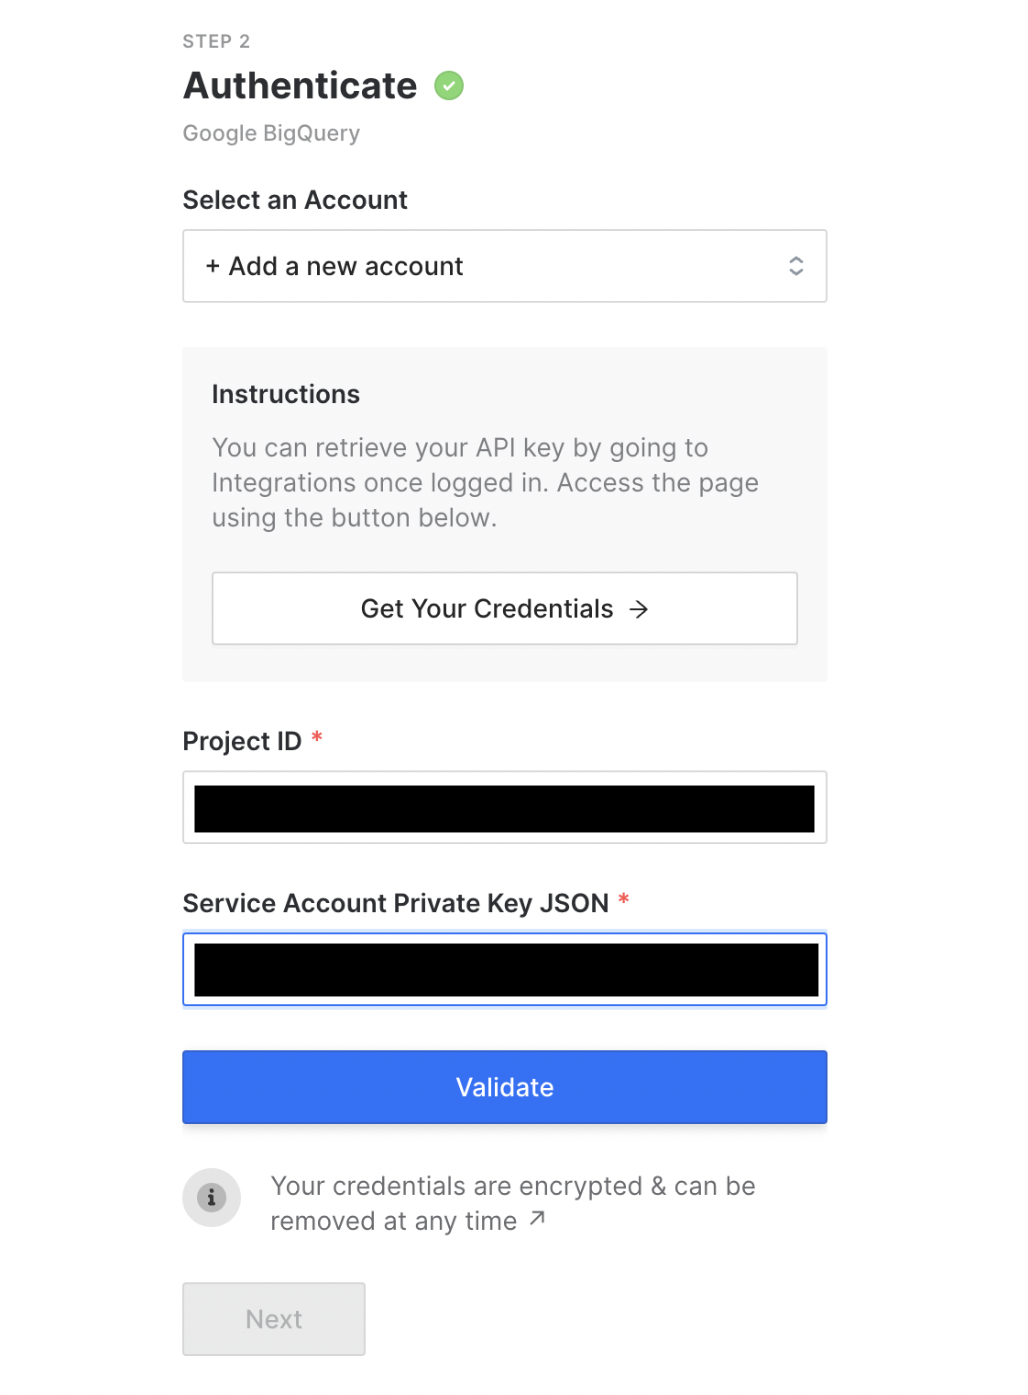 STEP 2
Authenticate
Google BigQuery
Select an Account
+ Add a new account
Instructions
You can retrieve your API key by going to
Integrations once logged in. Access the page
using the button below.
Get Your Credentials →
Project ID *
Service Account Private Key JSON *
Validate
Your credentials are encrypted & can be
removed at any time ↗
Next